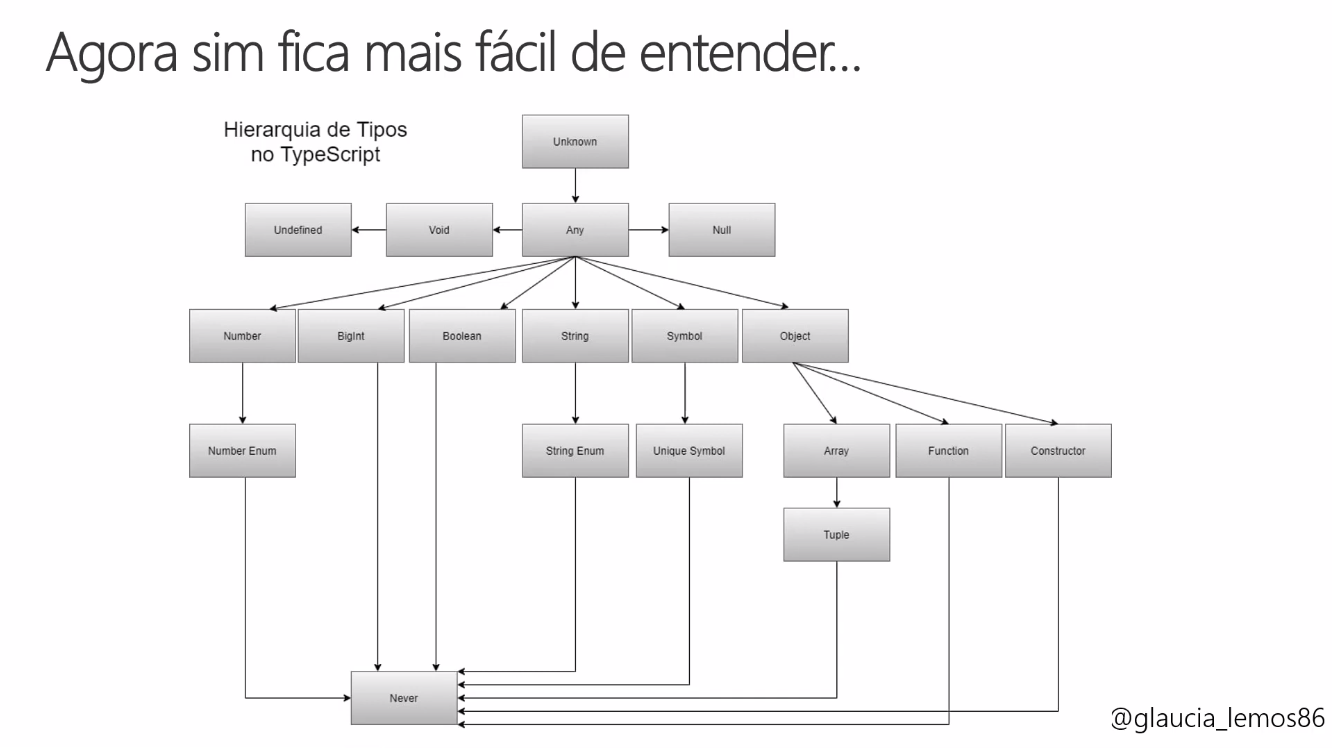 Agora sim fica mais fácil de entender...
Hierarquia de Tipos
no TypeScript
Unknown
Undefined
Void
Any
Null
Number
BigInt
Boolean
String
Symbol
Object
Number Enum
String Enum
Unique Symbol
Array
Function
Constructor
Tuple
Never
@glaucia_lemos86